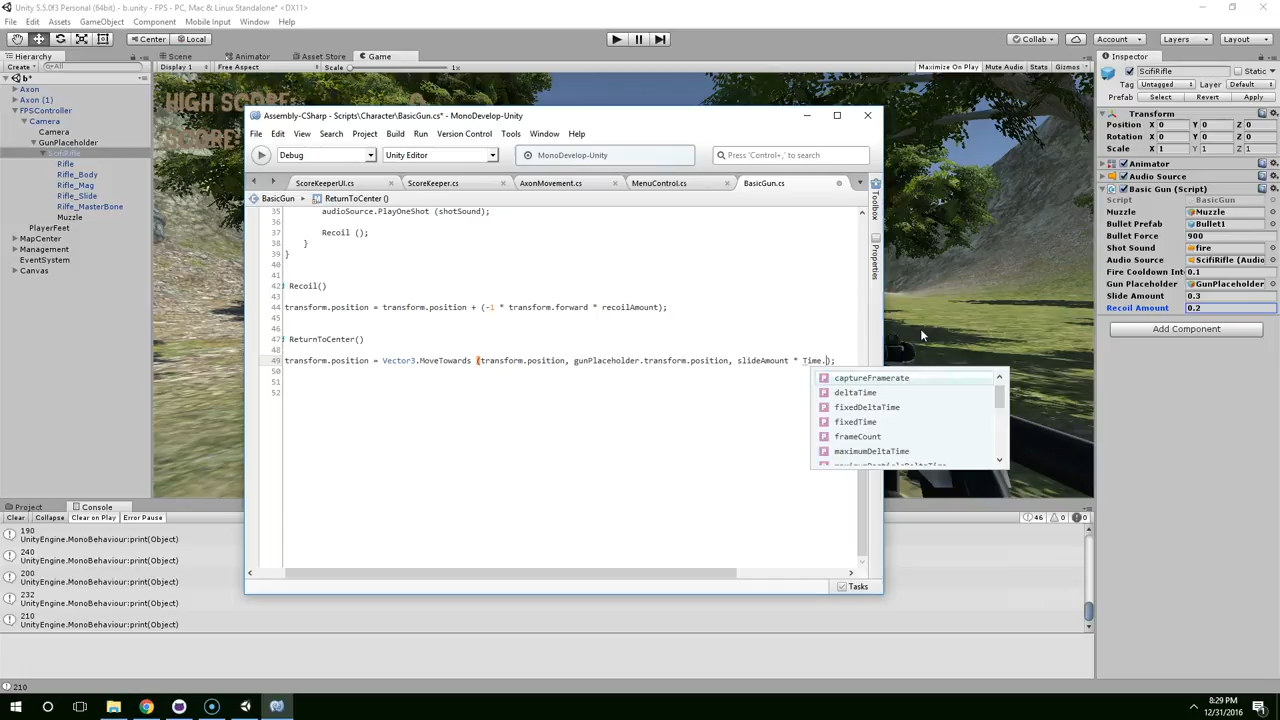 Unity 5.5.0f3 Personal (64bit) - b.unity - FPS - PC, Mac & Linux Standalone* <DX11>
File Edit Assets GameObject Component Mobile Input Window Help
Center Local Collab Account Layers Layout
Hierarchy Scene Animator Asset Store Game Inspector
Create All Display 1 Free Aspect Scale 1x Maximize On Play Mute Audio Stats Gizmos
b*
Axon
Axon (1)
FPSController
Camera
Camera
GunPlaceholder
ScifiRifle
Rifle
Rifle_Body
Rifle_Mag
Rifle_Slide
Rifle_MasterBone
Muzzle
PlayerFeet
MapCenter
Management
EventSystem
Canvas
HIGH SCORE
SCORE
Assembly-CSharp - Scripts\Character\BasicGun.cs* - MonoDevelop-Unity
File Edit View Search Project Build Run Version Control Tools Window Help
Debug Unity Editor MonoDevelop-Unity Press 'Control+,' to search
ScoreKeeperUI.cs ScoreKeeper.cs AxonMovement.cs MenuControl.cs BasicGun.cs
BasicGun ReturnToCenter ()
35 audioSource.PlayOneShot (shotSound);
36
37 Recoil ();
38 }
39 }
40
41
42 Recoil()
43
44 transform.position = transform.position + (-1 * transform.forward * recoilAmount);
45
46
47 ReturnToCenter()
48
49 transform.position = Vector3.MoveTowards (transform.position, gunPlaceholder.transform.position, slideAmount * Time.);
50
51
52
captureFramerate
deltaTime
fixedDeltaTime
fixedTime
frameCount
maximumDeltaTime
maximumParticleDeltaTime
Toolbox
Properties
Tasks
ScifiRifle Static
Tag Untagged Layer Default
Prefab Select Revert Apply
Transform
Position X 0 Y 0 Z 0
Rotation X 0 Y 0 Z 0
Scale X 1 Y 1 Z 1
Animator
Audio Source
Basic Gun (Script)
Script BasicGun
Muzzle Muzzle
Bullet Prefab Bullet1
Bullet Force 900
Shot Sound fire
Audio Source ScifiRifle (Audio
Fire Cooldown Int 0.1
Gun Placeholder GunPlaceholder
Slide Amount 0.3
Recoil Amount 0.2
Add Component
Project Console
Clear Collapse Clear on Play Error Pause 46 0 0
190
UnityEngine.MonoBehaviour:print(Object)
240
UnityEngine.MonoBehaviour:print(Object)
200
UnityEngine.MonoBehaviour:print(Object)
232
UnityEngine.MonoBehaviour:print(Object)
210
UnityEngine.MonoBehaviour:print(Object)
210
8:29 PM
12/31/2016